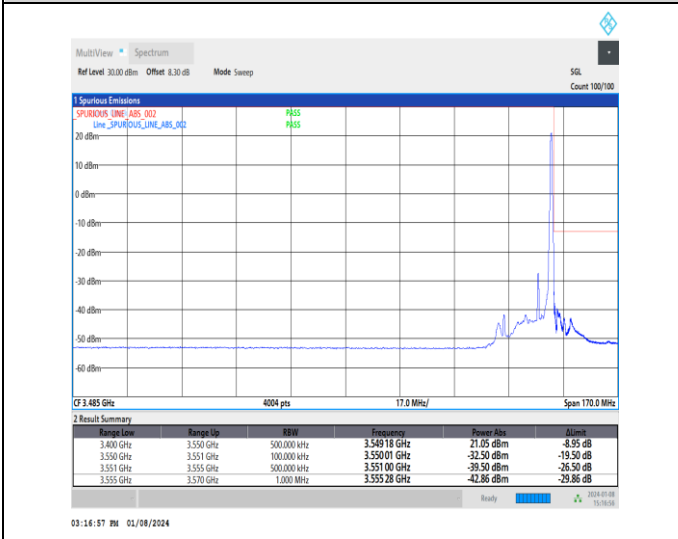 MultiView Spectrum
Ref Level 30.00 dBm Offset 8.30 dB Mode Sweep SGL
Count 100/100
1 Spurious Emissions
_SPURIOUS_LINE_ABS_002 PASS
Line _SPURIOUS_LINE_ABS_002 PASS
20 dBm
10 dBm
0 dBm
-10 dBm
-20 dBm
-30 dBm
-40 dBm
-50 dBm
-60 dBm
CF 3.485 GHz 4004 pts 17.0 MHz/ Span 170.0 MHz
2 Result Summary
Range Low Range Up RBW Frequency Power Abs ΔLimit
3.400 GHz 3.550 GHz 500.000 kHz 3.549 18 GHz 21.05 dBm -8.95 dB
3.550 GHz 3.551 GHz 100.000 kHz 3.550 01 GHz -32.50 dBm -19.50 dB
3.551 GHz 3.555 GHz 500.000 kHz 3.551 00 GHz -39.50 dBm -26.50 dB
3.555 GHz 3.570 GHz 1.000 MHz 3.555 28 GHz -42.86 dBm -29.86 dB
Ready 2024-01-08
15:16:56
03:16:57 PM 01/08/2024